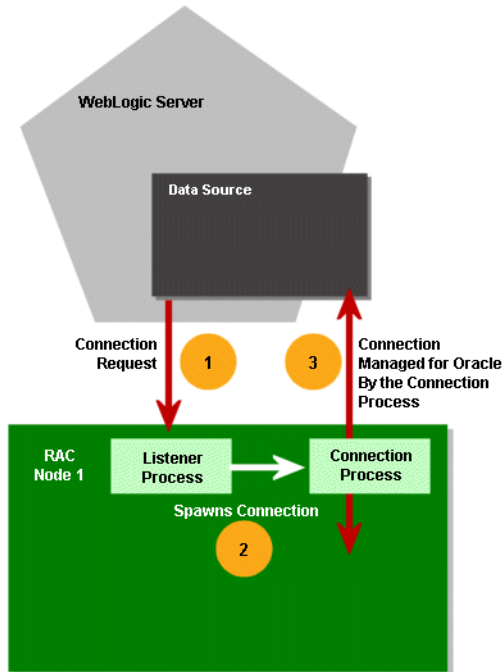 WebLogic Server
Data Source
Connection
Request
1
3
Connection
Managed for Oracle
By the Connection
Process
RAC
Node 1
Listener
Process
Connection
Process
Spawns Connection
2